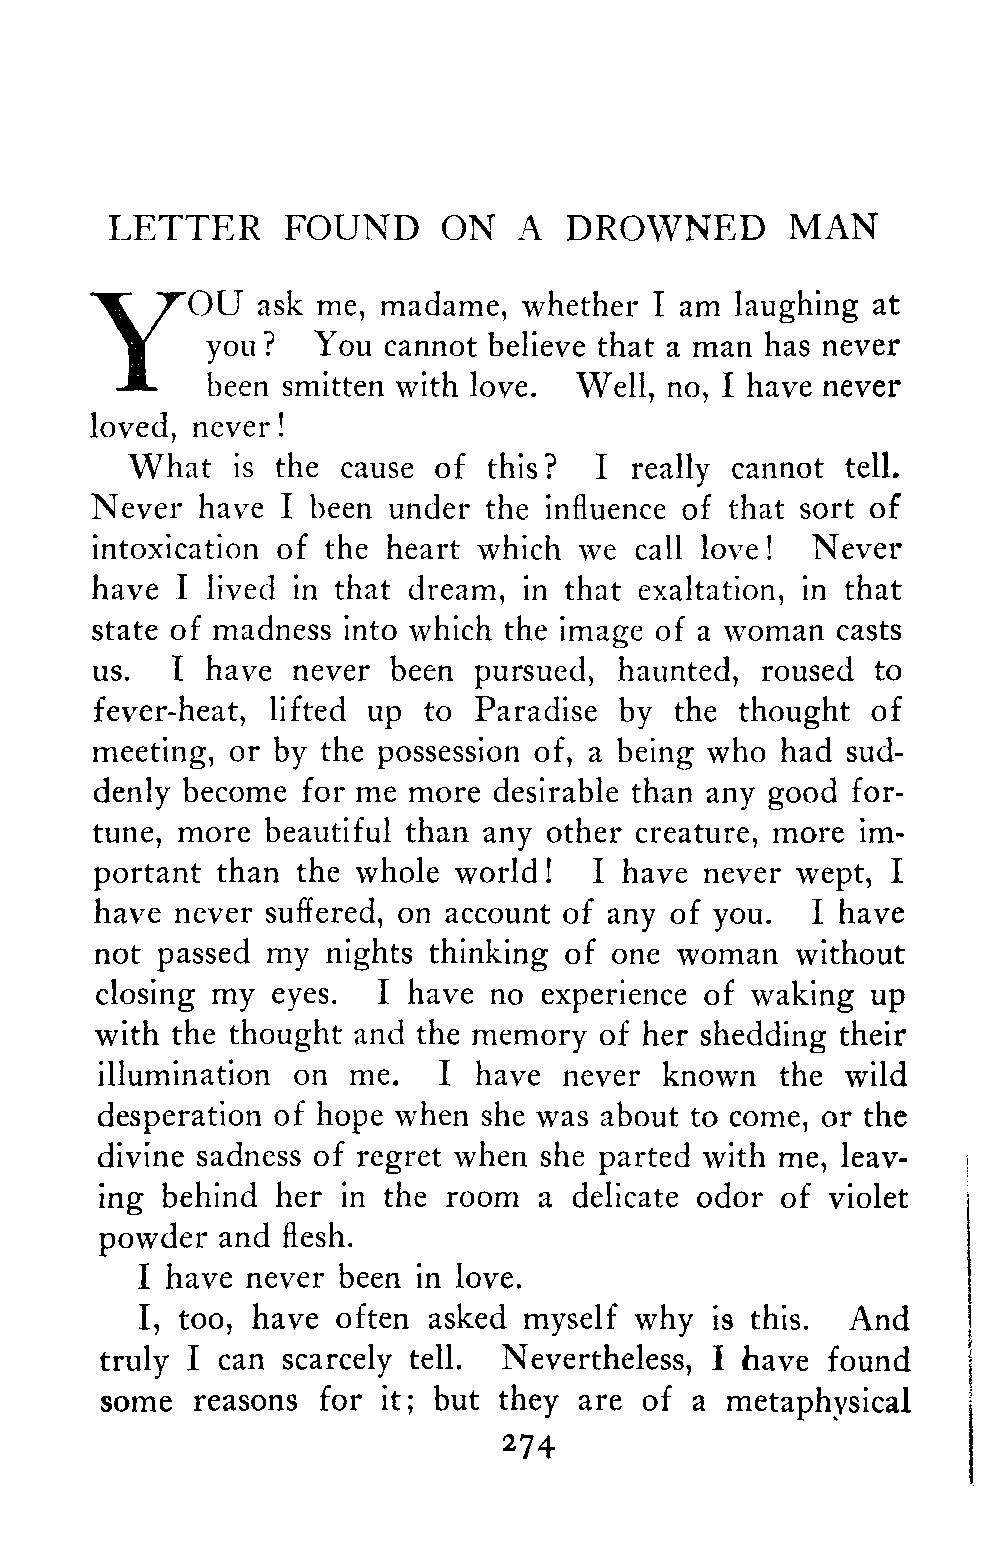 LETTER FOUND ON A DROWNED MAN
YOU ask me, madame, whether I am laughing at
you? You cannot believe that a man has never
been smitten with love. Well, no, I have never
loved, never!
What is the cause of this? I really cannot tell.
Never have I been under the influence of that sort of
intoxication of the heart which we call love! Never
have I lived in that dream, in that exaltation, in that
state of madness into which the image of a woman casts
us. I have never been pursued, haunted, roused to
fever-heat, lifted up to Paradise by the thought of
meeting, or by the possession of, a being who had sud-
denly become for me more desirable than any good for-
tune, more beautiful than any other creature, more im-
portant than the whole world! I have never wept, I
have never suffered, on account of any of you. I have
not passed my nights thinking of one woman without
closing my eyes. I have no experience of waking up
with the thought and the memory of her shedding their
illumination on me. I have never known the wild
desperation of hope when she was about to come, or the
divine sadness of regret when she parted with me, leav-
ing behind her in the room a delicate odor of violet
powder and flesh.
I have never been in love.
I, too, have often asked myself why is this. And
truly I can scarcely tell. Nevertheless, I have found
some reasons for it; but they are of a metaphysical
274